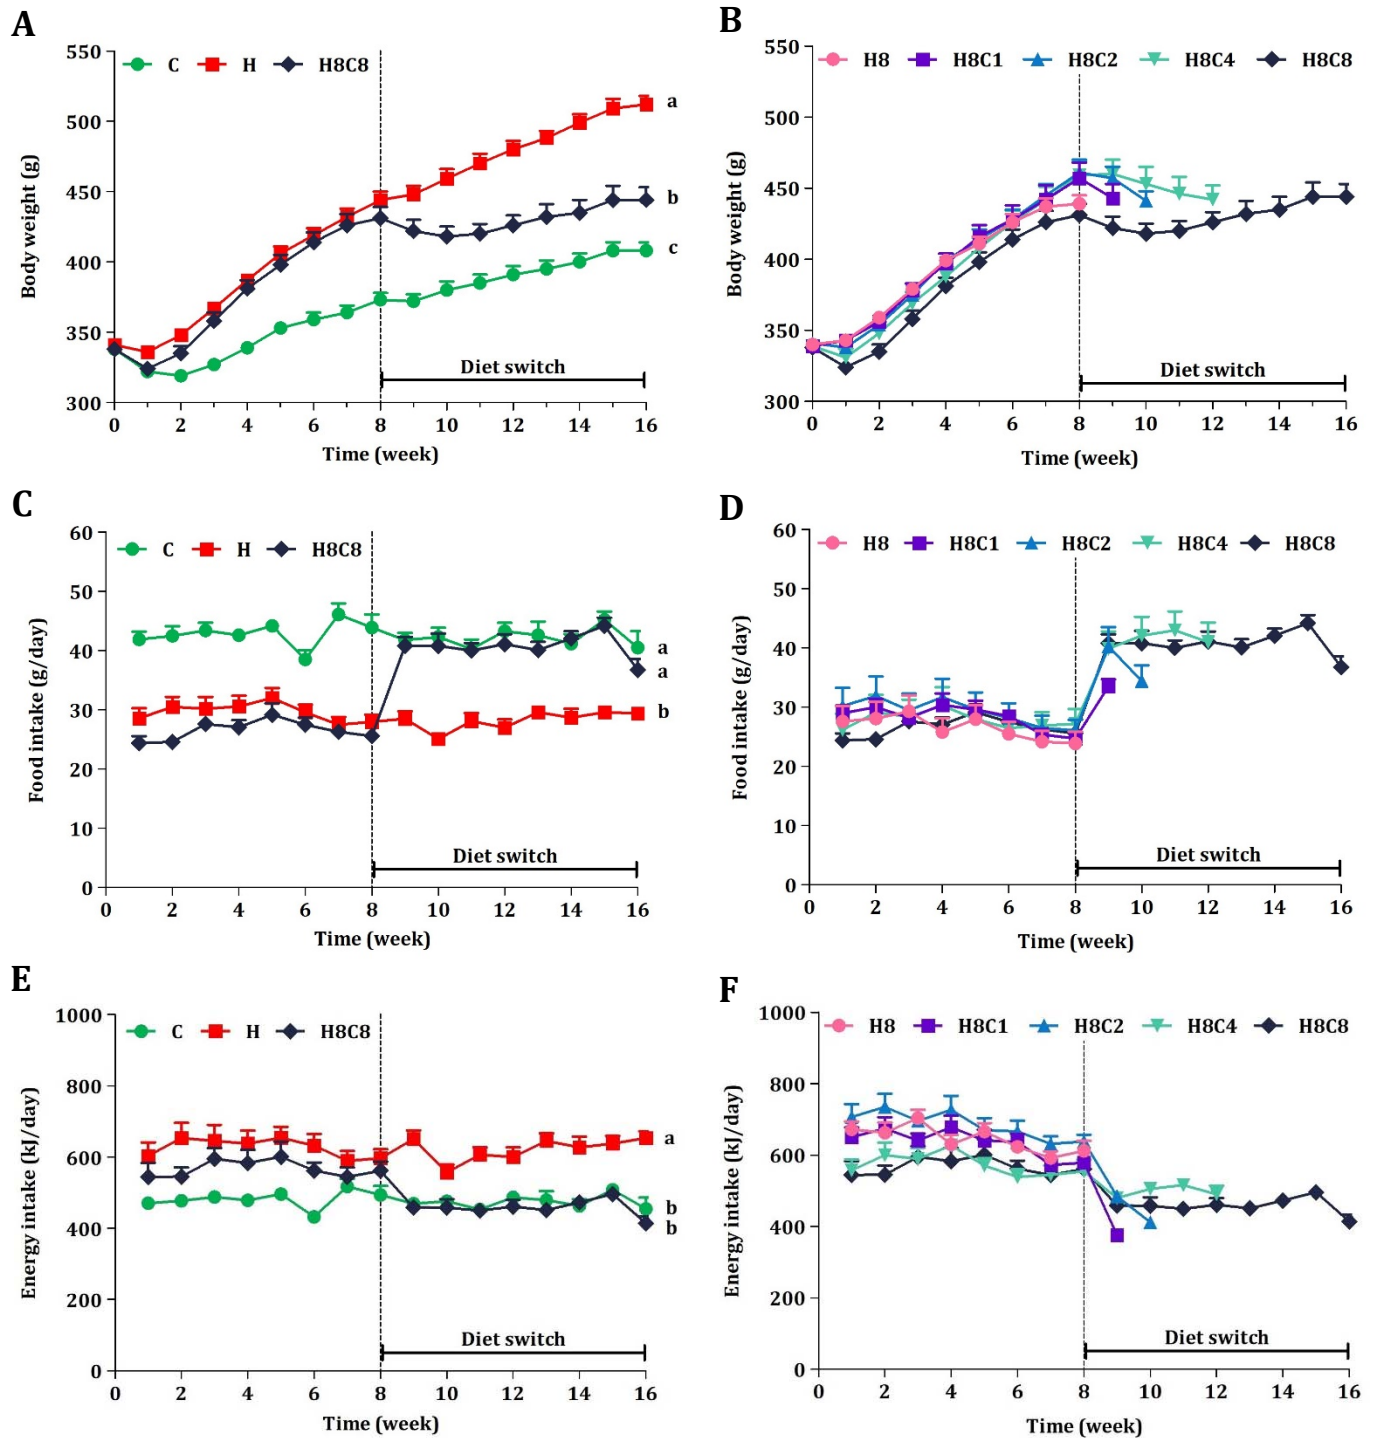 A
C H H8C8
550
500
450
400
350
300
Body weight (g)
a
b
c
Diet switch
0 2 4 6 8 10 12 14 16
Time (week)
B
H8 H8C1 H8C2 H8C4 H8C8
550
500
450
400
350
300
Body weight (g)
Diet switch
0 2 4 6 8 10 12 14 16
Time (week)
C
C H H8C8
60
50
40
30
20
10
0
Food intake (g/day)
a
a
b
Diet switch
0 2 4 6 8 10 12 14 16
Time (week)
D
H8 H8C1 H8C2 H8C4 H8C8
60
50
40
30
20
10
0
Food intake (g/day)
Diet switch
0 2 4 6 8 10 12 14 16
Time (week)
E
C H H8C8
1000
800
600
400
200
0
Energy intake (kJ/day)
a
b
b
Diet switch
0 2 4 6 8 10 12 14 16
Time (week)
F
H8 H8C1 H8C2 H8C4 H8C8
1000
800
600
400
200
0
Energy intake (kJ/day)
Diet switch
0 2 4 6 8 10 12 14 16
Time (week)